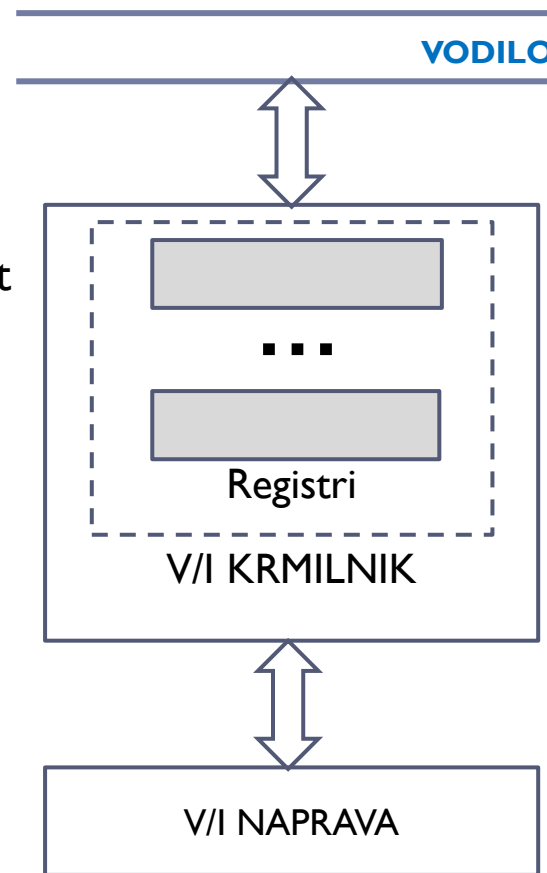 VODILO
t
...
Registri
V/I KRMILNIK
V/I NAPRAVA